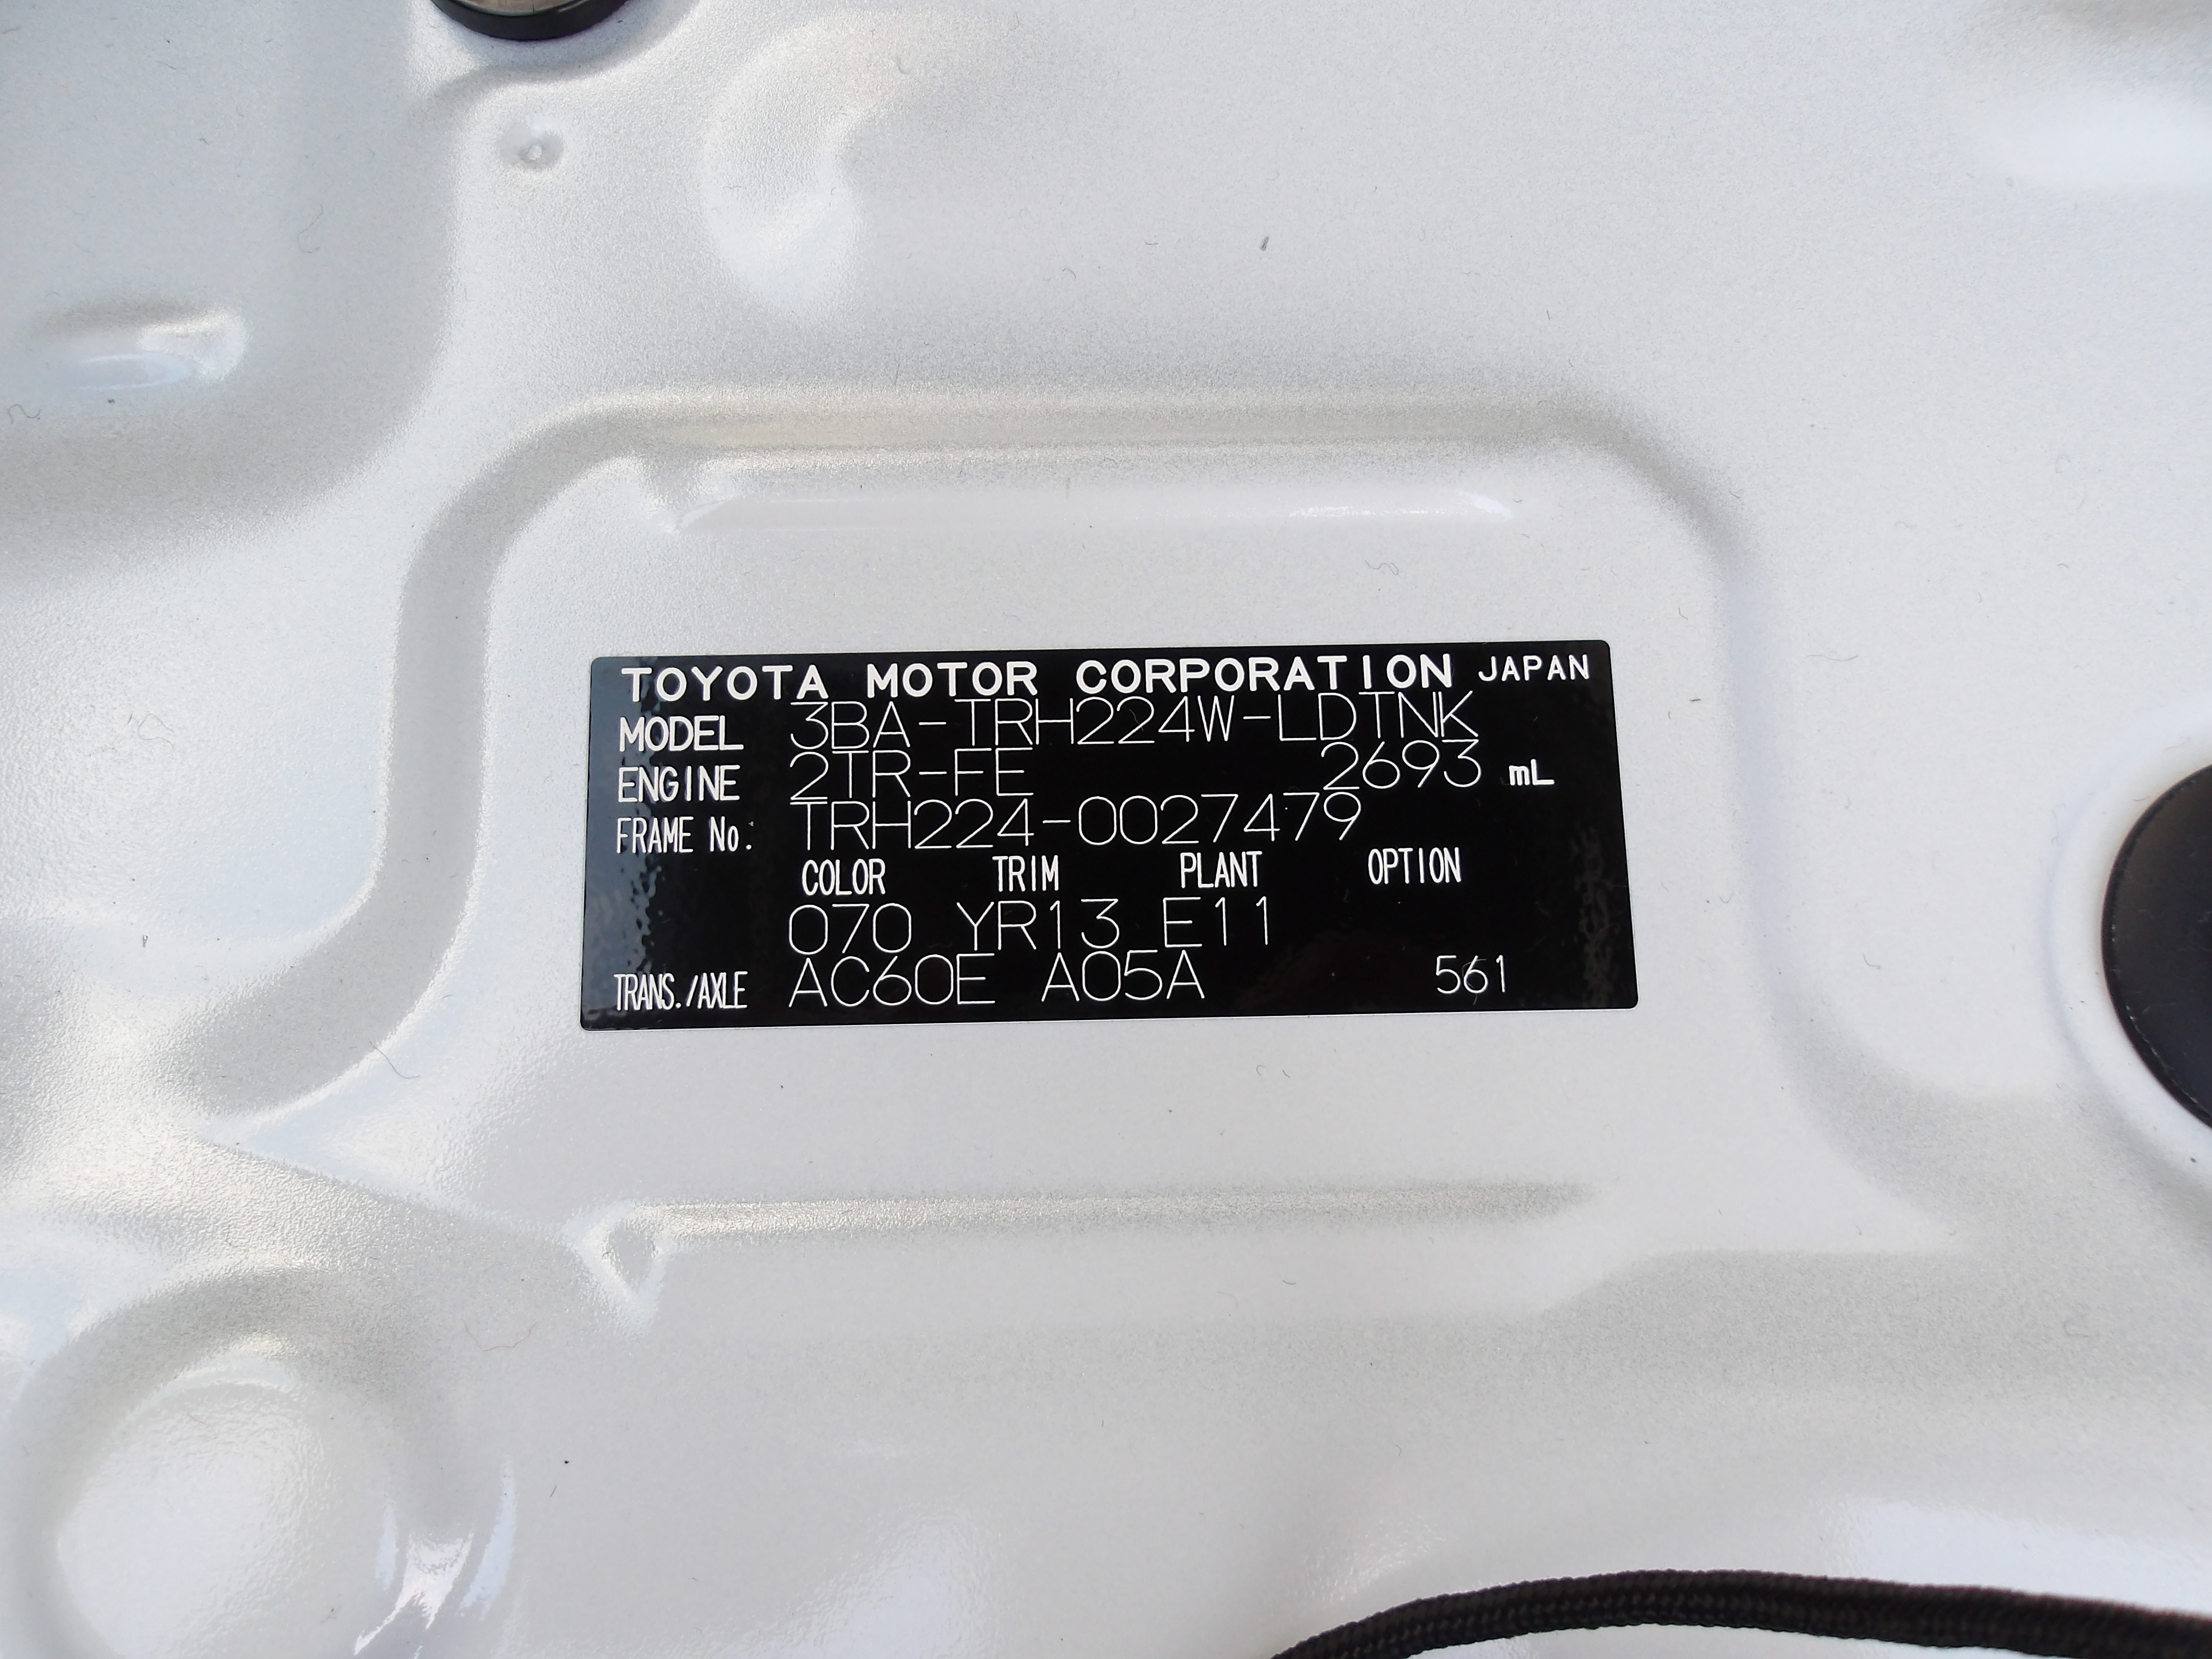 TOYOTA MOTOR CORPORATION JAPAN
MODEL 3BA-TRH224W-LDTNK
ENGINE 2TR-FE 2693 mL
FRAME No. TRH224-0027479
COLOR TRIM PLANT OPTION
070 YR13 E11
TRANS./AXLE AC60E A05A 561